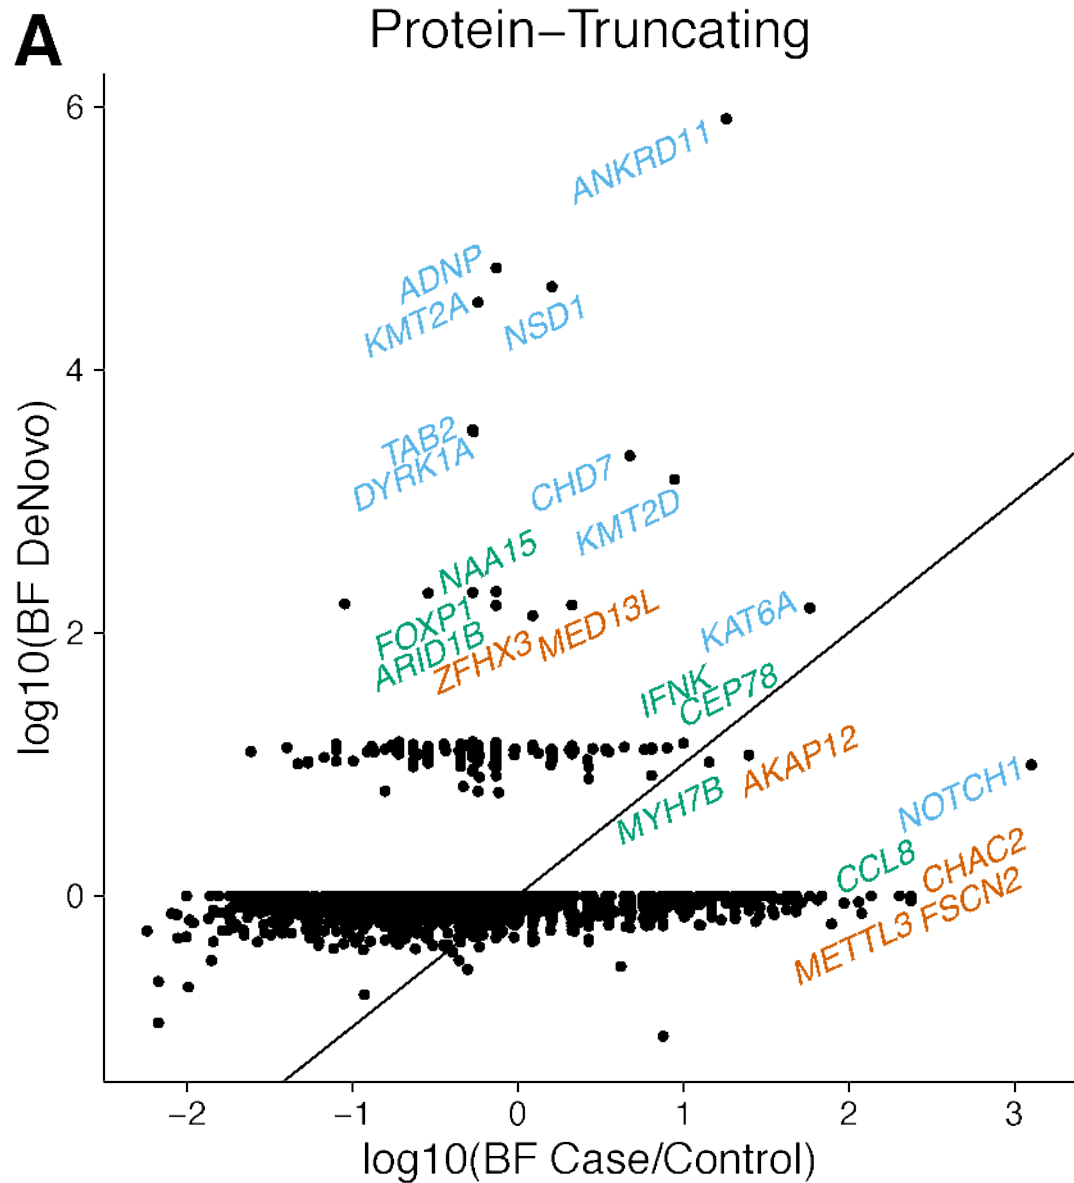 A
Protein−Truncating
6
ANKRD11
ADNP
KMT2A
NSD1
4
TAB2
DYRK1A
CHD7
KMT2D
NAA15
FOXP1
ARID1B
ZFHX3
MED13L
2
KAT6A
IFNK
CEP78
MYH7B
AKAP12
NOTCH1
CCL8
CHAC2
METTL3
FSCN2
0
log10(BF DeNovo)
−2
−1
0
1
2
3
log10(BF Case/Control)